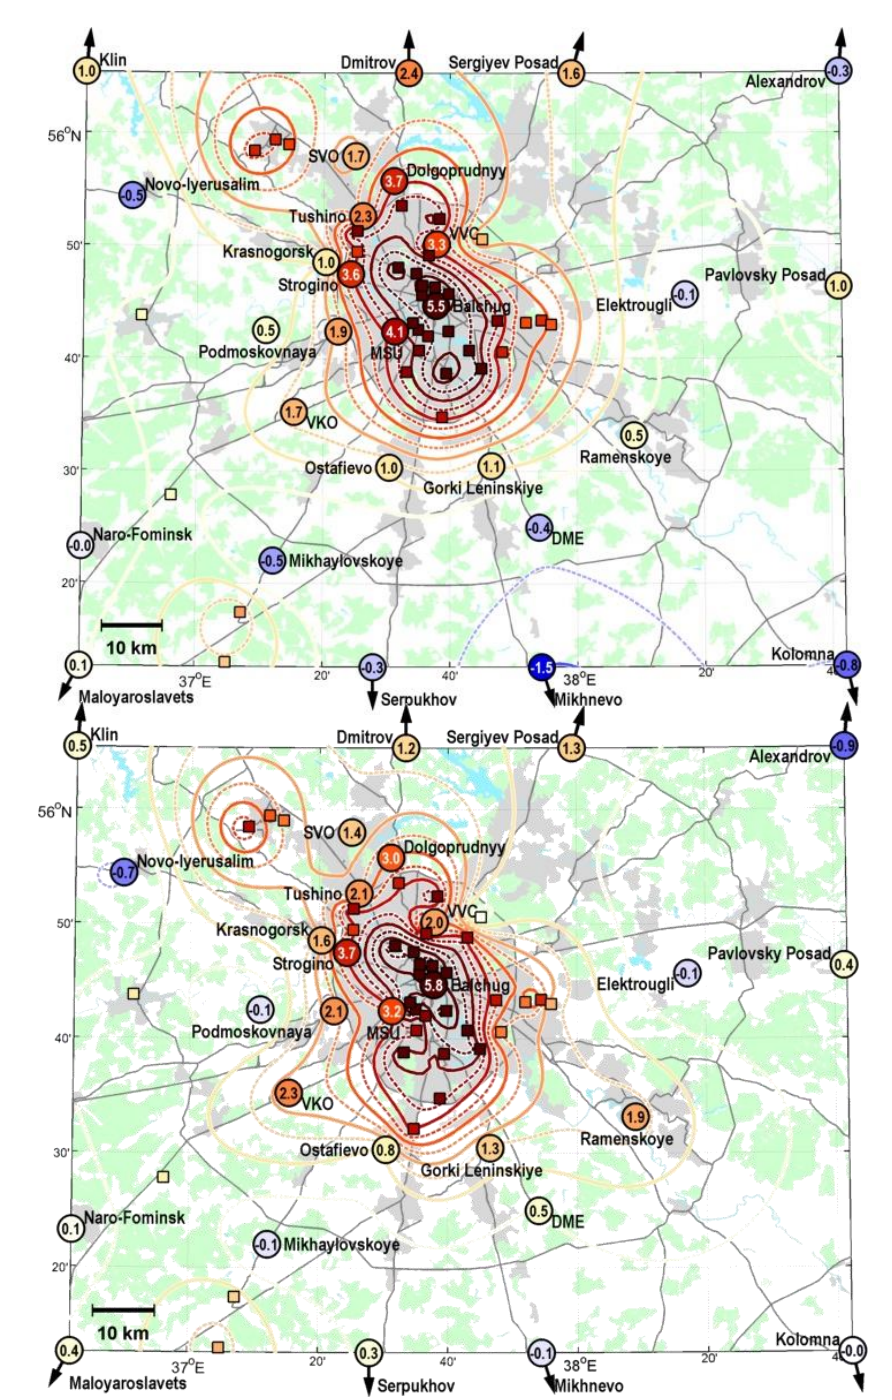 Klin
1.0
Dmitrov
2.4
Sergiyev Posad
1.6
Alexandrov
-0.3
56°N
SVO
1.7
Dolgoprudnyy
3.7
Novo-Iyerusalim
-0.5
Tushino
2.3
VVC
3.3
50'
Krasnogorsk
1.0
Strogino
3.6
Pavlovsky Posad
1.0
Elektrougli
-0.1
Balchug
5.5
Podmoskovnaya
0.5
1.9
MSU
4.1
40'
VKO
1.7
Ramenskoye
0.5
30'
Ostafievo
1.0
Gorki Leninskiye
1.1
Naro-Fominsk
-0.0
DME
-0.4
Mikhaylovskoye
-0.5
20'
10 km
Maloyaroslavets
0.1
37°E
20'
Serpukhov
-0.3
40'
Mikhnevo
-1.5
38°E
20'
Kolomna
-0.8
Klin
0.5
Dmitrov
1.2
Sergiyev Posad
1.3
Alexandrov
-0.9
56°N
SVO
1.4
Dolgoprudnyy
3.0
Novo-Iyerusalim
-0.7
Tushino
2.1
VVC
2.0
50'
Krasnogorsk
1.6
Strogino
3.7
Pavlovsky Posad
0.4
Elektrougli
-0.1
Balchug
5.8
Podmoskovnaya
-0.1
2.1
MSU
3.2
40'
VKO
2.3
Ramenskoye
1.9
30'
Ostafievo
0.8
Gorki Leninskiye
1.3
Naro-Fominsk
0.1
DME
0.5
Mikhaylovskoye
-0.1
20'
10 km
Maloyaroslavets
0.4
37°E
20'
Serpukhov
0.3
40'
Mikhnevo
-0.1
38°E
20'
Kolomna
-0.0